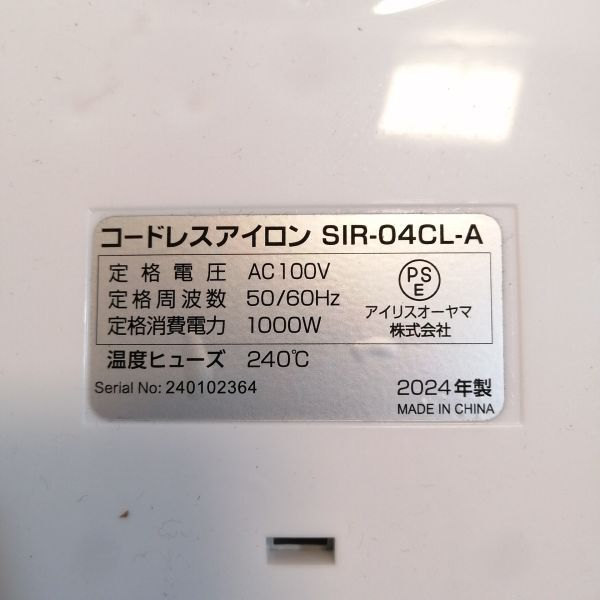 コードレスアイロン SIR-04CL-A
定格電圧 AC100V
定格周波数 50/60Hz
定格消費電力 1000W
PS
E
アイリスオーヤマ
株式会社
温度ヒューズ 240℃
Serial No: 240102364
2024年製
MADE IN CHINA